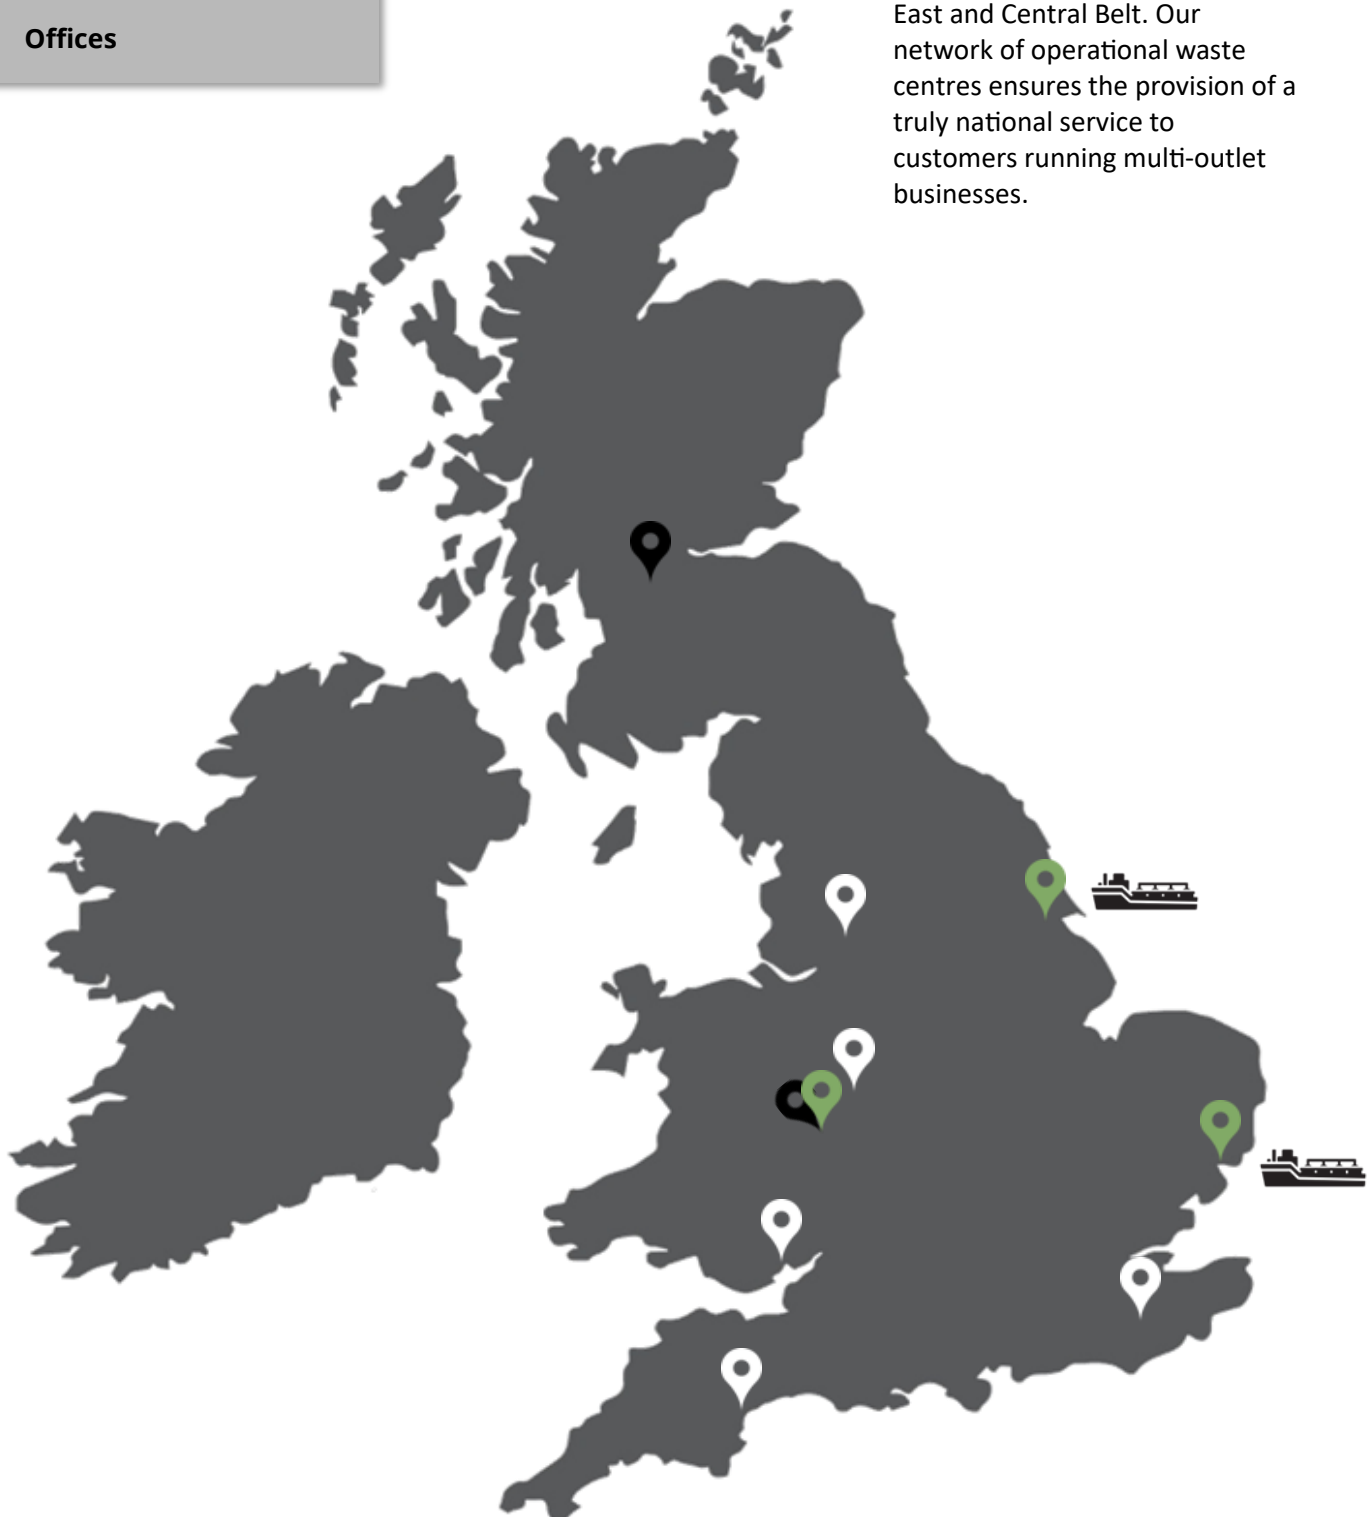 Offices
East and Central Belt. Our
network of operational waste
centres ensures the provision of a
truly national service to
customers running multi-outlet
businesses.